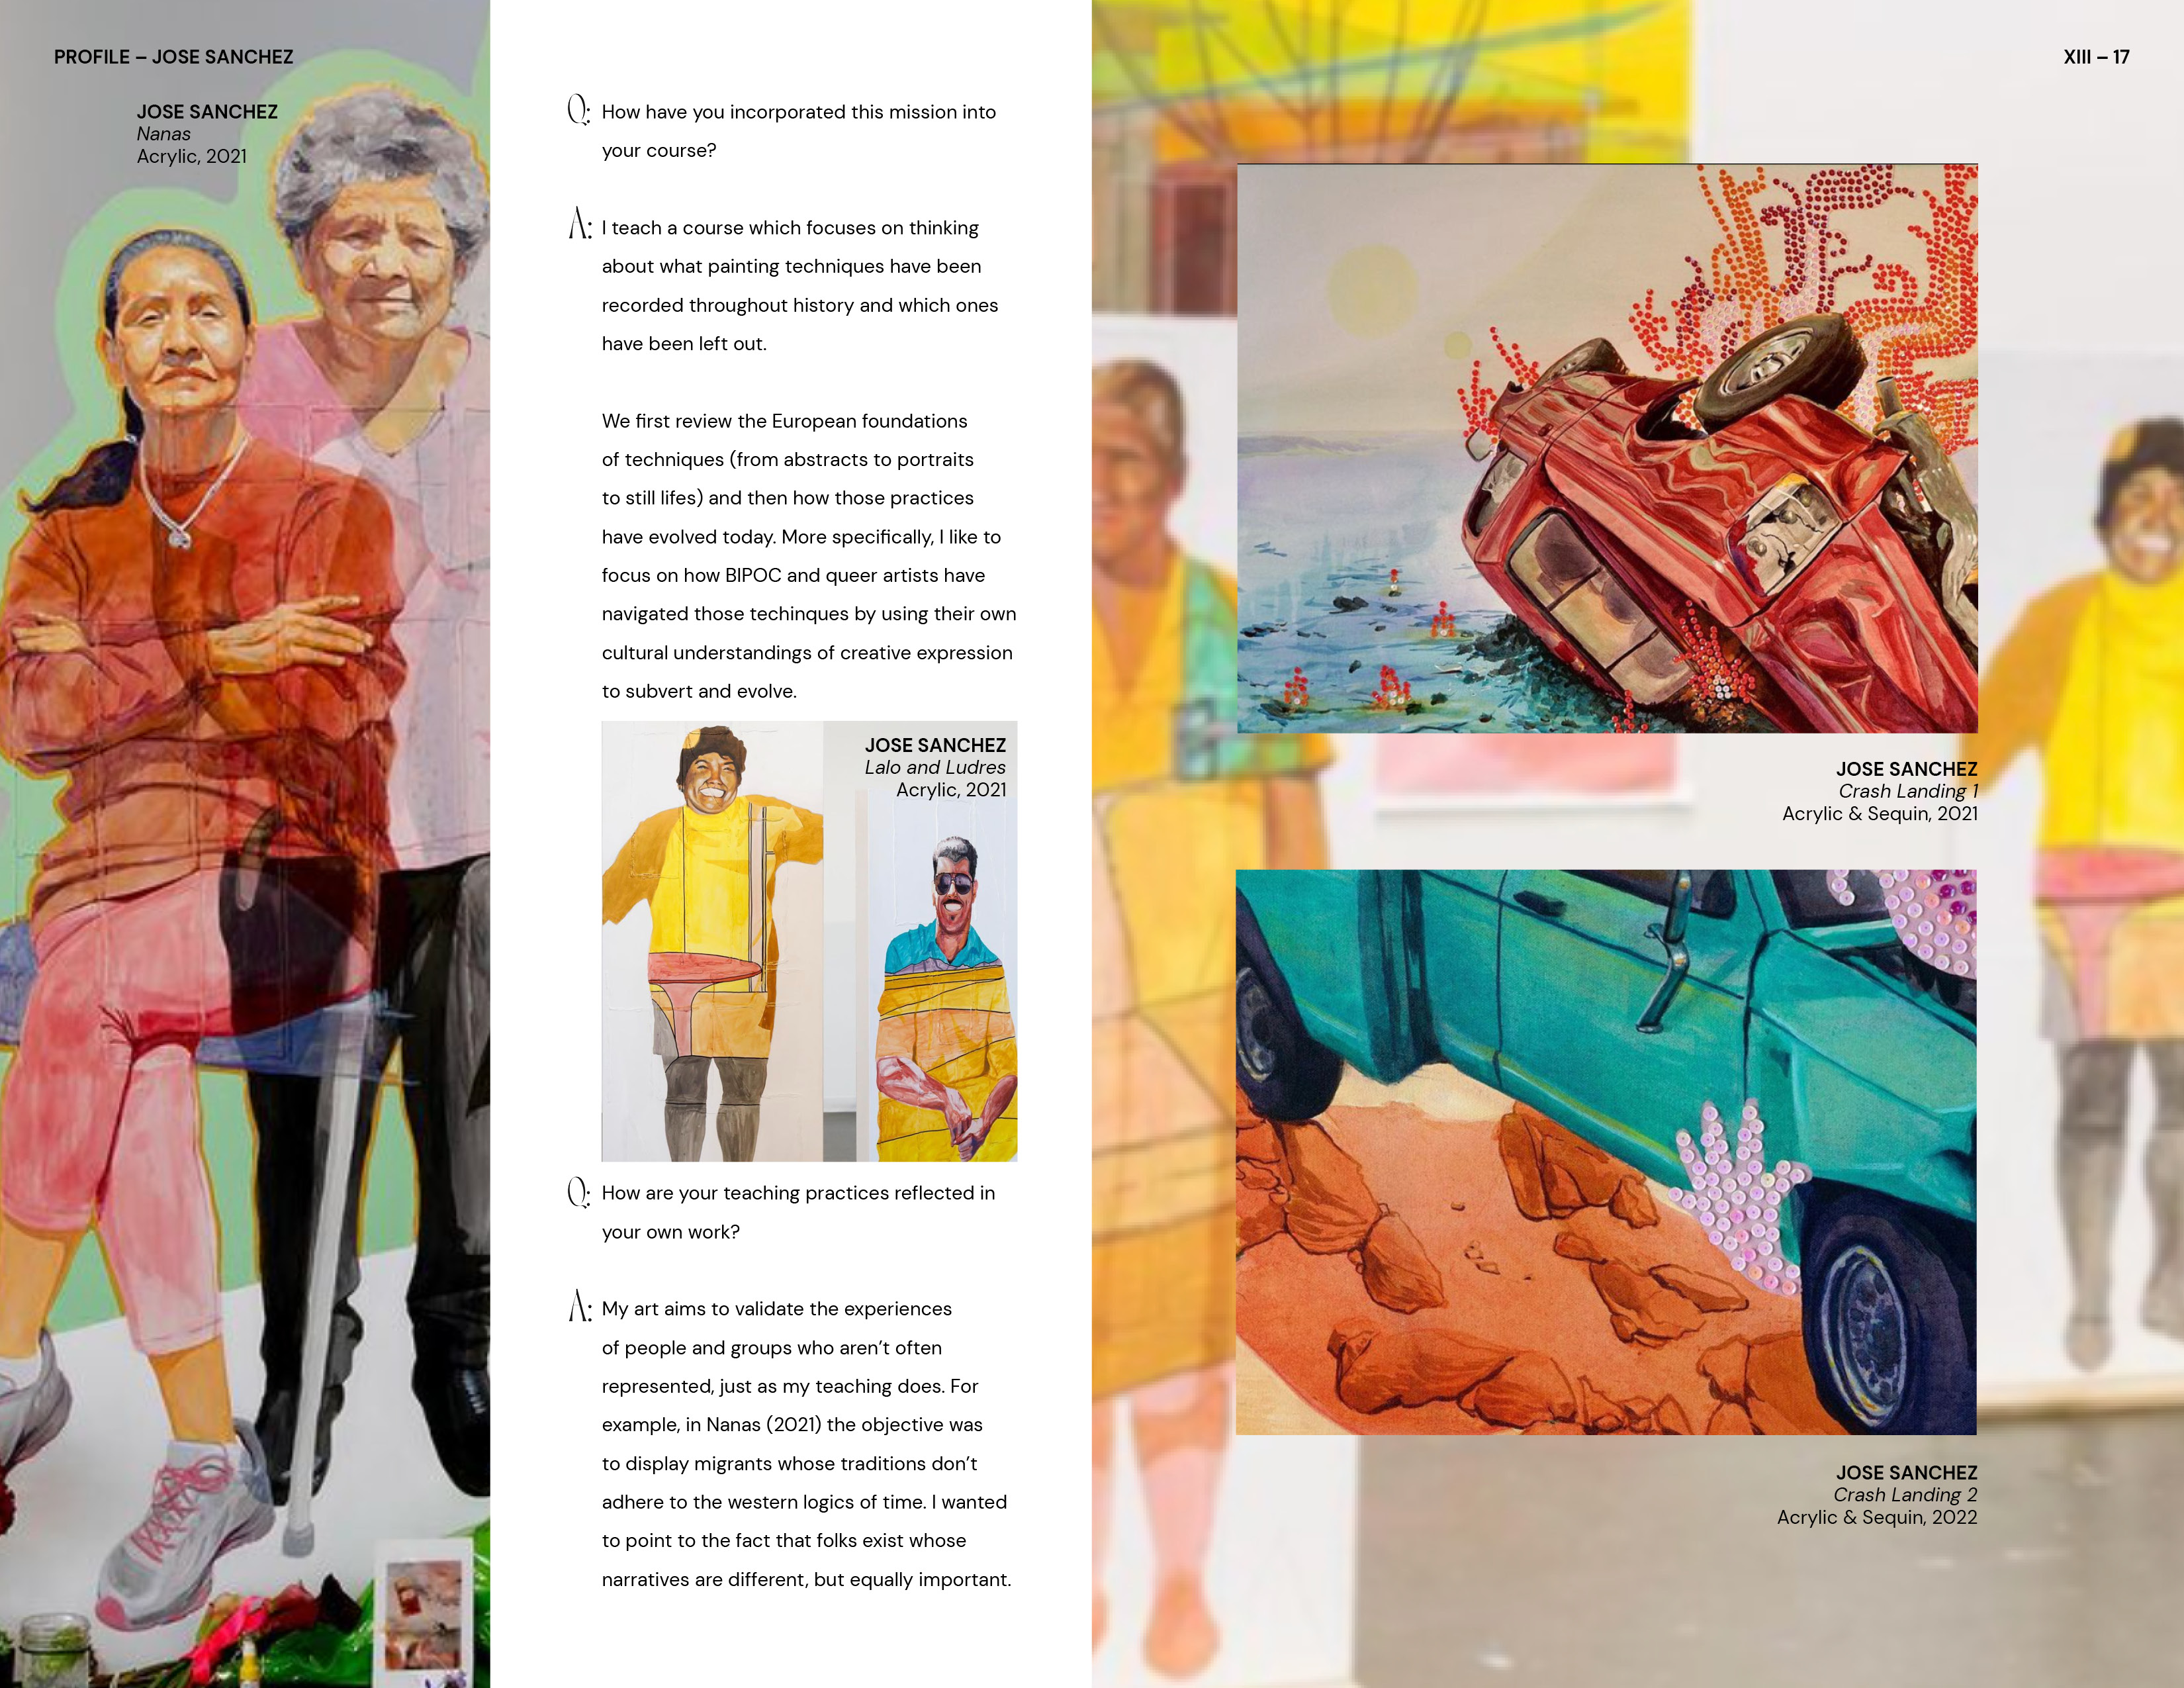 PROFILE – JOSE SANCHEZ
XIII – 17
JOSE SANCHEZ
Nanas
Acrylic, 2021
Q: How have you incorporated this mission into
your course?
A: I teach a course which focuses on thinking
about what painting techniques have been
recorded throughout history and which ones
have been left out.
We first review the European foundations
of techniques (from abstracts to portraits
to still lifes) and then how those practices
have evolved today. More specifically, I like to
focus on how BIPOC and queer artists have
navigated those techinques by using their own
cultural understandings of creative expression
to subvert and evolve.
JOSE SANCHEZ
Lalo and Ludres
Acrylic, 2021
Q: How are your teaching practices reflected in
your own work?
A: My art aims to validate the experiences
of people and groups who aren’t often
represented, just as my teaching does. For
example, in Nanas (2021) the objective was
to display migrants whose traditions don’t
adhere to the western logics of time. I wanted
to point to the fact that folks exist whose
narratives are different, but equally important.
JOSE SANCHEZ
Crash Landing 1
Acrylic & Sequin, 2021
JOSE SANCHEZ
Crash Landing 2
Acrylic & Sequin, 2022